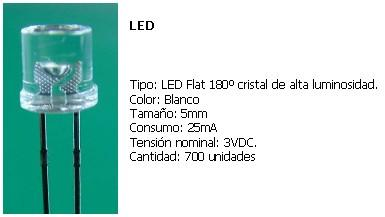 LED
Tipo: LED Flat 180º cristal de alta luminosidad.
Color: Blanco
Tamaño: 5mm
Consumo: 25mA
Tensión nominal: 3VDC.
Cantidad: 700 unidades